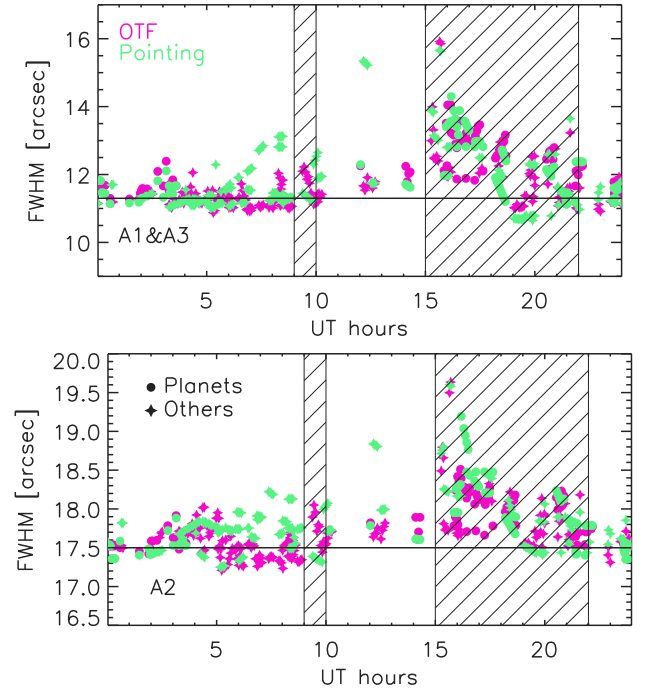 OTF
Pointing
16
14
12
10
FWHM [arcsec]
A1&A3
5 10 15 20
UT hours
20.0
19.5
19.0
18.5
18.0
17.5
17.0
16.5
FWHM [arcsec]
Planets
Others
A2
5 10 15 20
UT hours